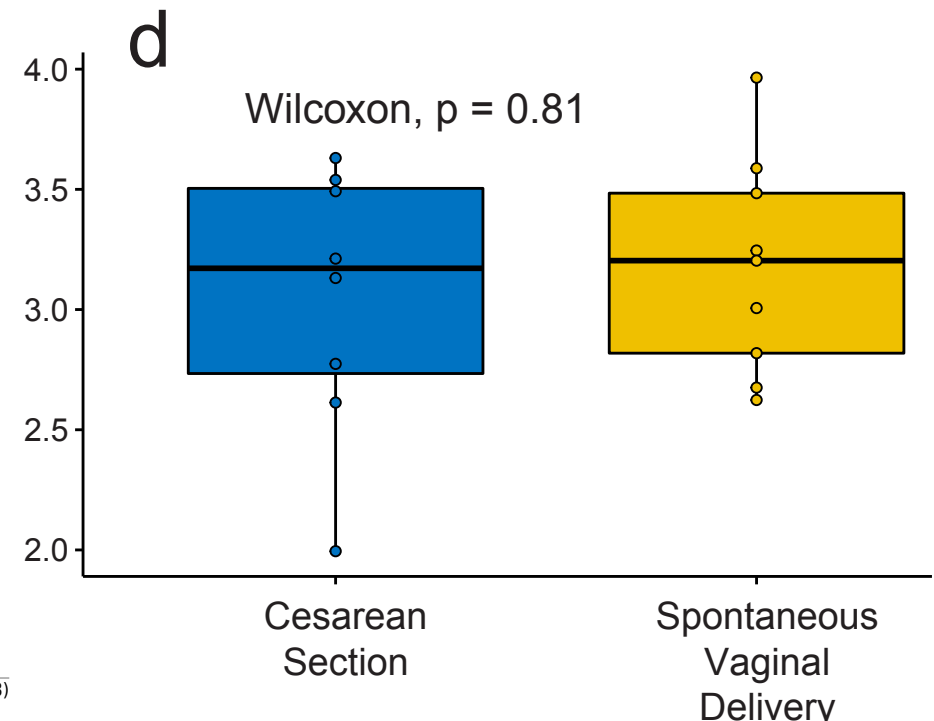 d
Wilcoxon, p = 0.81
4.0
3.5
3.0
2.5
2.0
Cesarean
Section
Spontaneous
Vaginal
Delivery